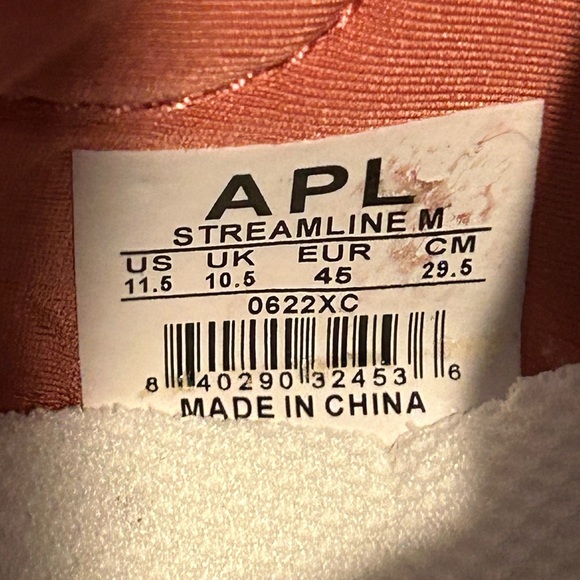 APL
STREAMLINE M
US UK EUR CM
11.5 10.5 45 29.5
0622XC
8 40290 32453 6
MADE IN CHINA